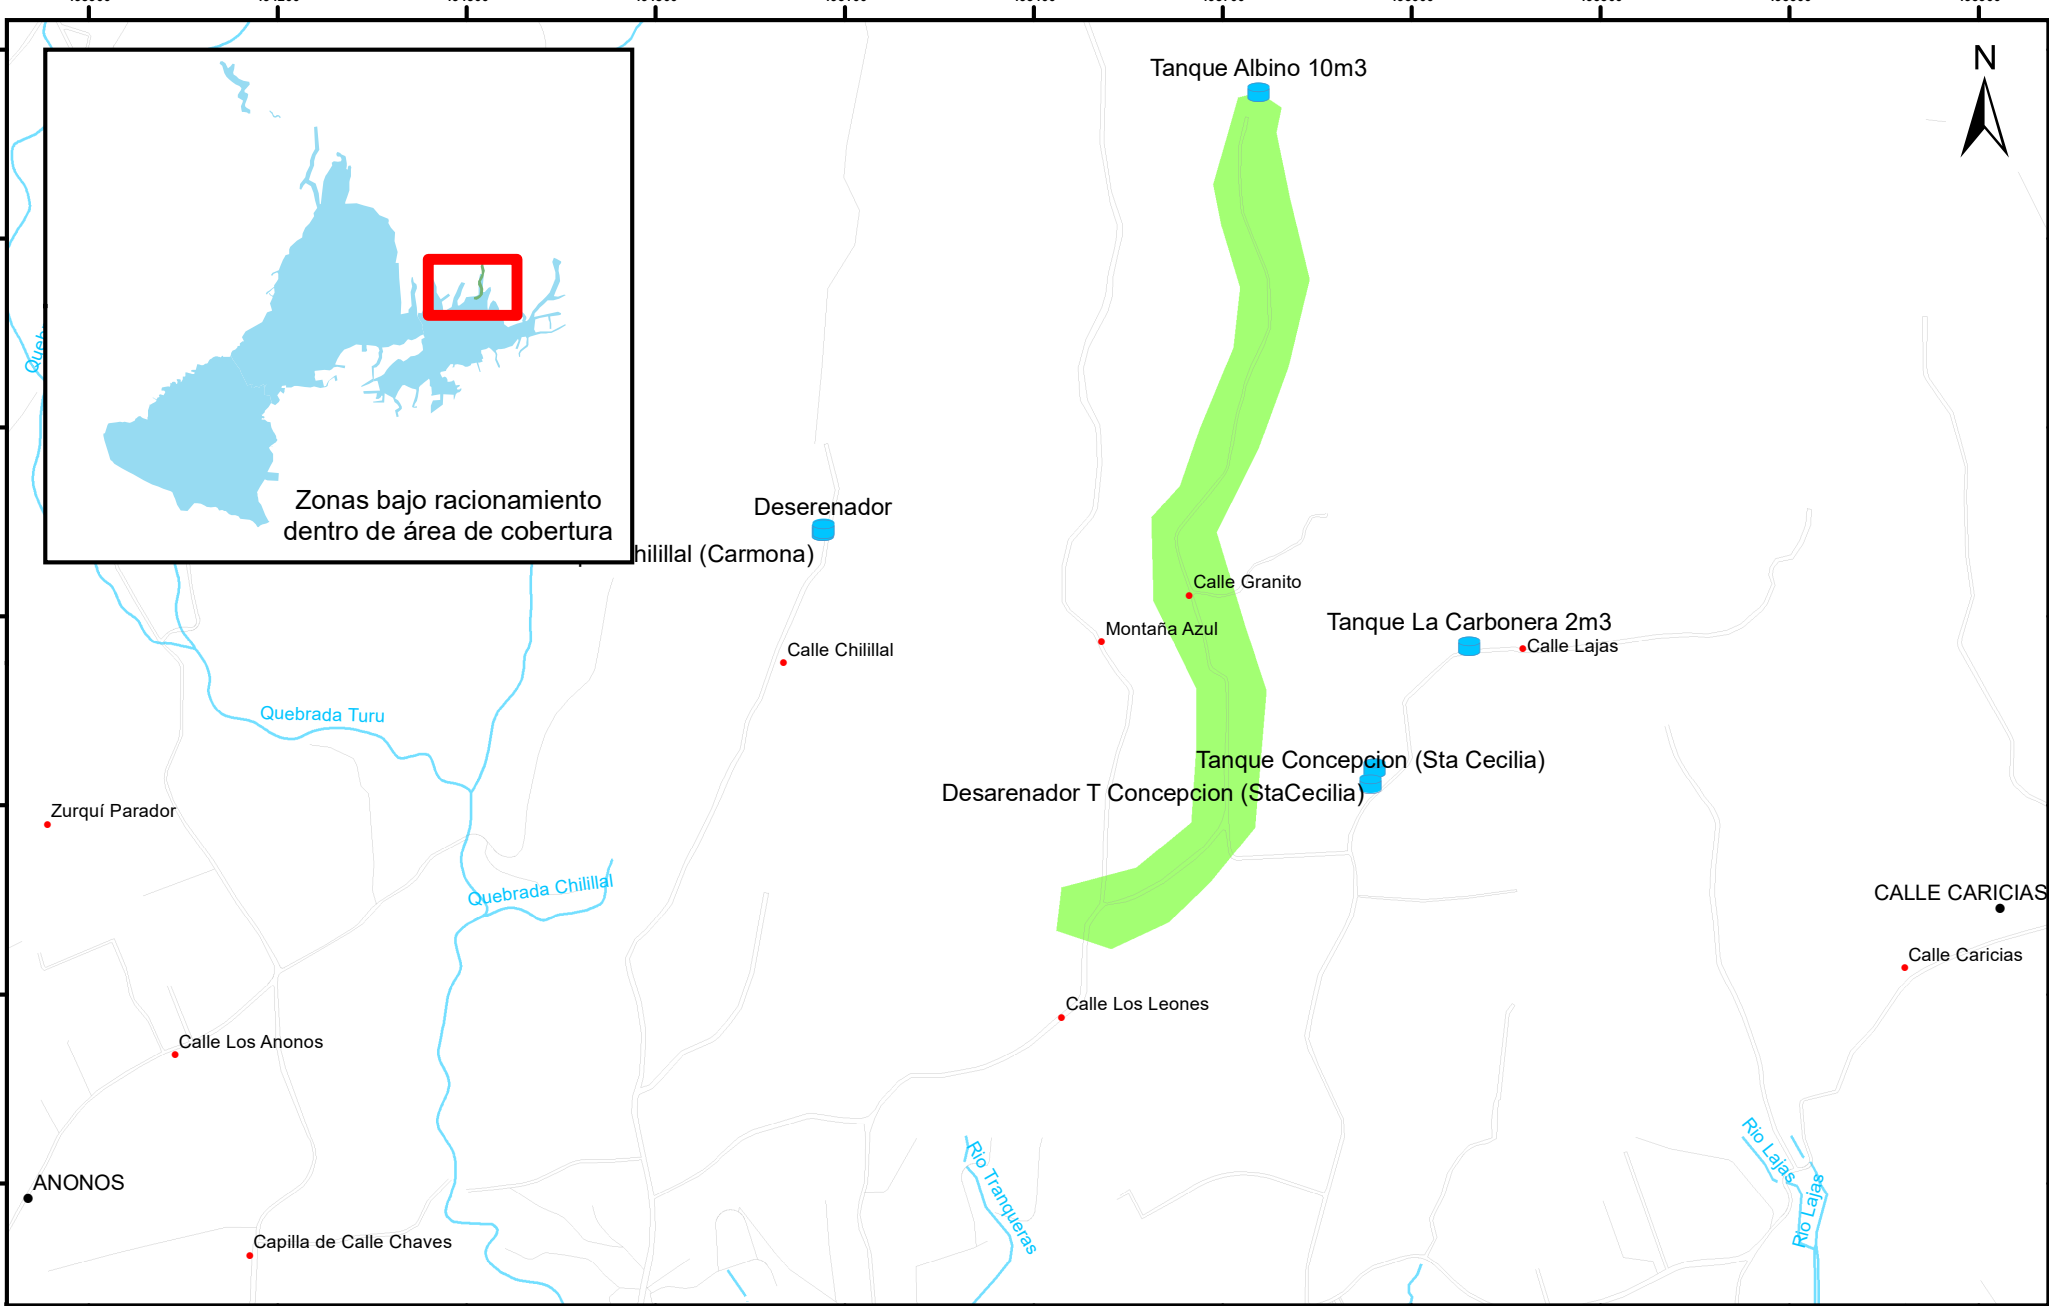 Tanque Albino 10m3
N
Zonas bajo racionamiento
dentro de área de cobertura
Deserenador
hilillal (Carmona)
Calle Granito
Tanque La Carbonera 2m3
Montaña Azul
Calle Lajas
Calle Chilillal
Quebrada Turu
Tanque Concepcion (Sta Cecilia)
Desarenador T Concepcion (StaCecilia)
Zurquí Parador
Quebrada Chilillal
CALLE CARICIAS
Calle Caricias
Calle Los Leones
Calle Los Anonos
Rio Lajas
Rio Tranqueras
Rio Lajas
ANONOS
Capilla de Calle Chaves